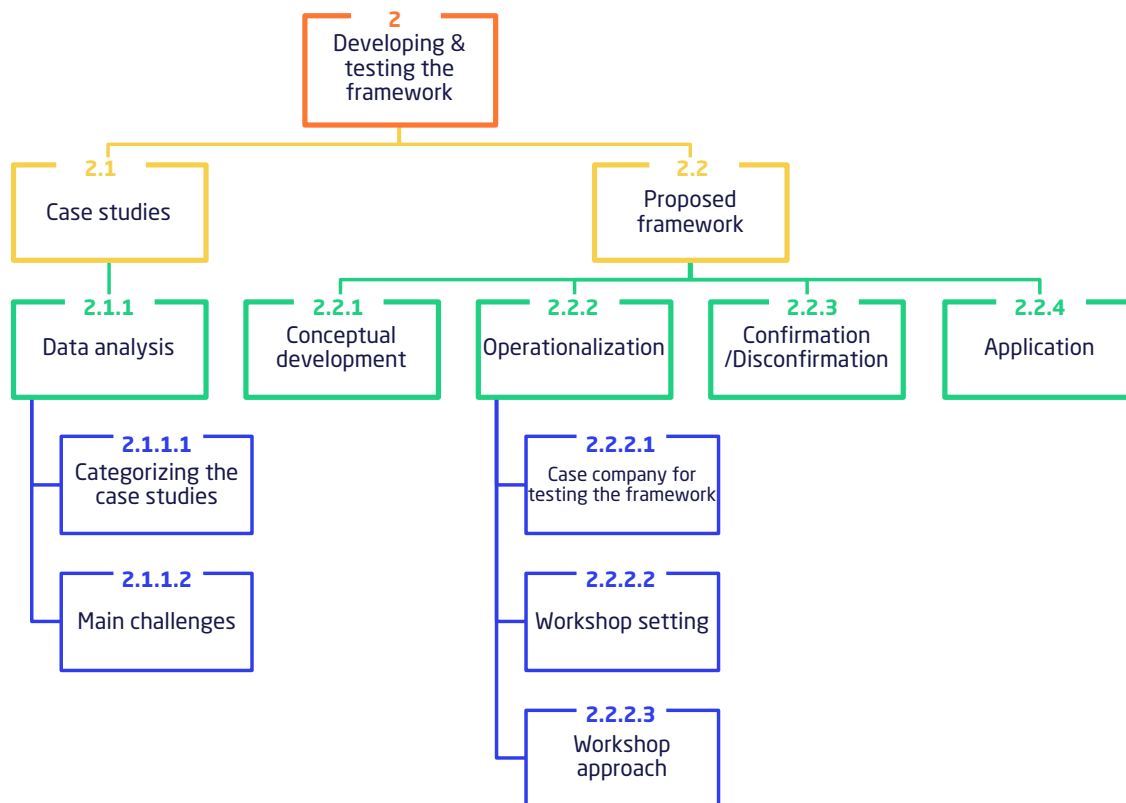 2
Developing &
testing the
framework
2.1
Case studies
2.2
Proposed
framework
2.1.1
Data analysis
2.2.1
Conceptual
development
2.2.2
Operationalization
2.2.3
Confirmation
/Disconfirmation
2.2.4
Application
2.1.1.1
Categorizing the
case studies
2.1.1.2
Main challenges
2.2.2.1
Case company for
testing the framework
2.2.2.2
Workshop setting
2.2.2.3
Workshop
approach